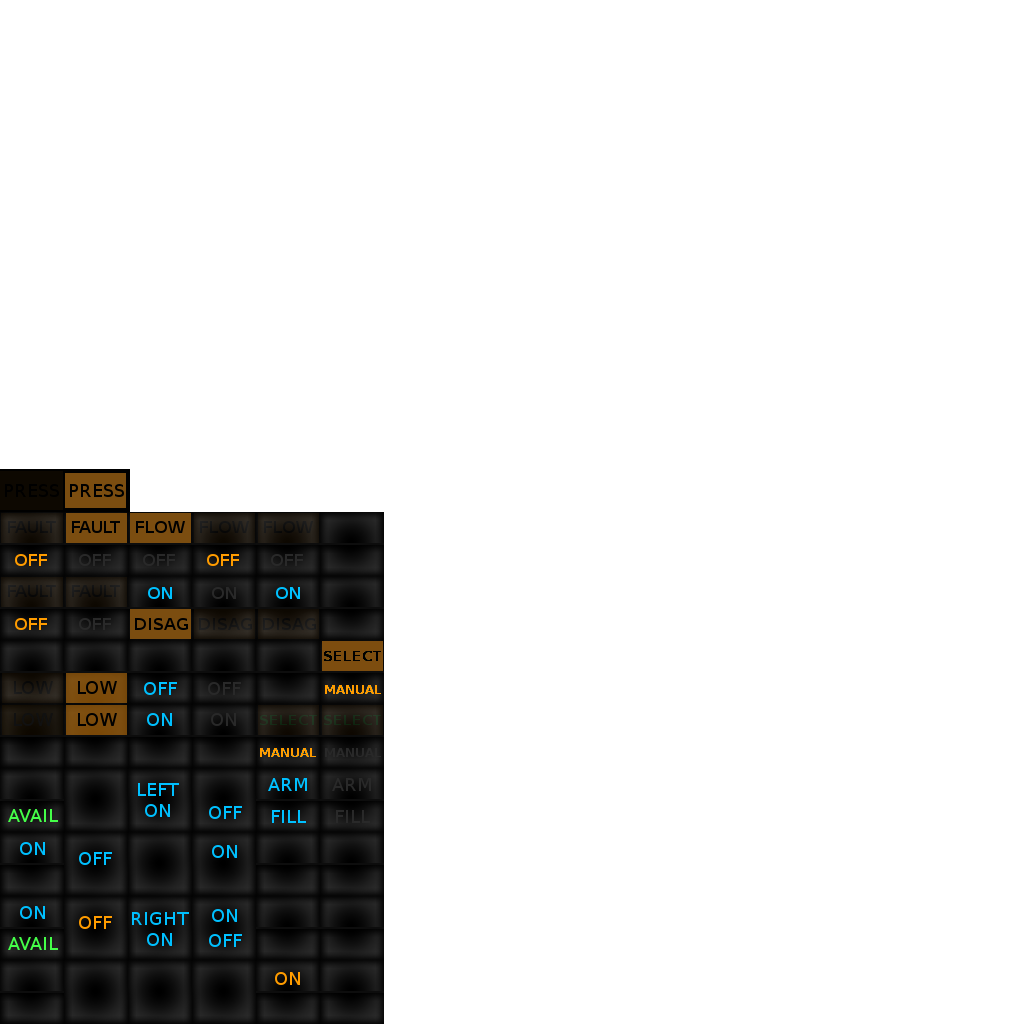 PRESS PRESS
FAULT FAULT FLOW FLOW FLOW
OFF OFF OFF OFF OFF
FAULT FAULT ON ON ON
OFF OFF DISAG DISAG DISAG
SELECT
LOW LOW OFF OFF MANUAL
LOW LOW ON ON SELECT SELECT
MANUAL MANUAL
LEFT ARM ARM
ON
AVAIL OFF FILL FILL
ON OFF ON
ON OFF RIGHT ON
AVAIL ON OFF
ON